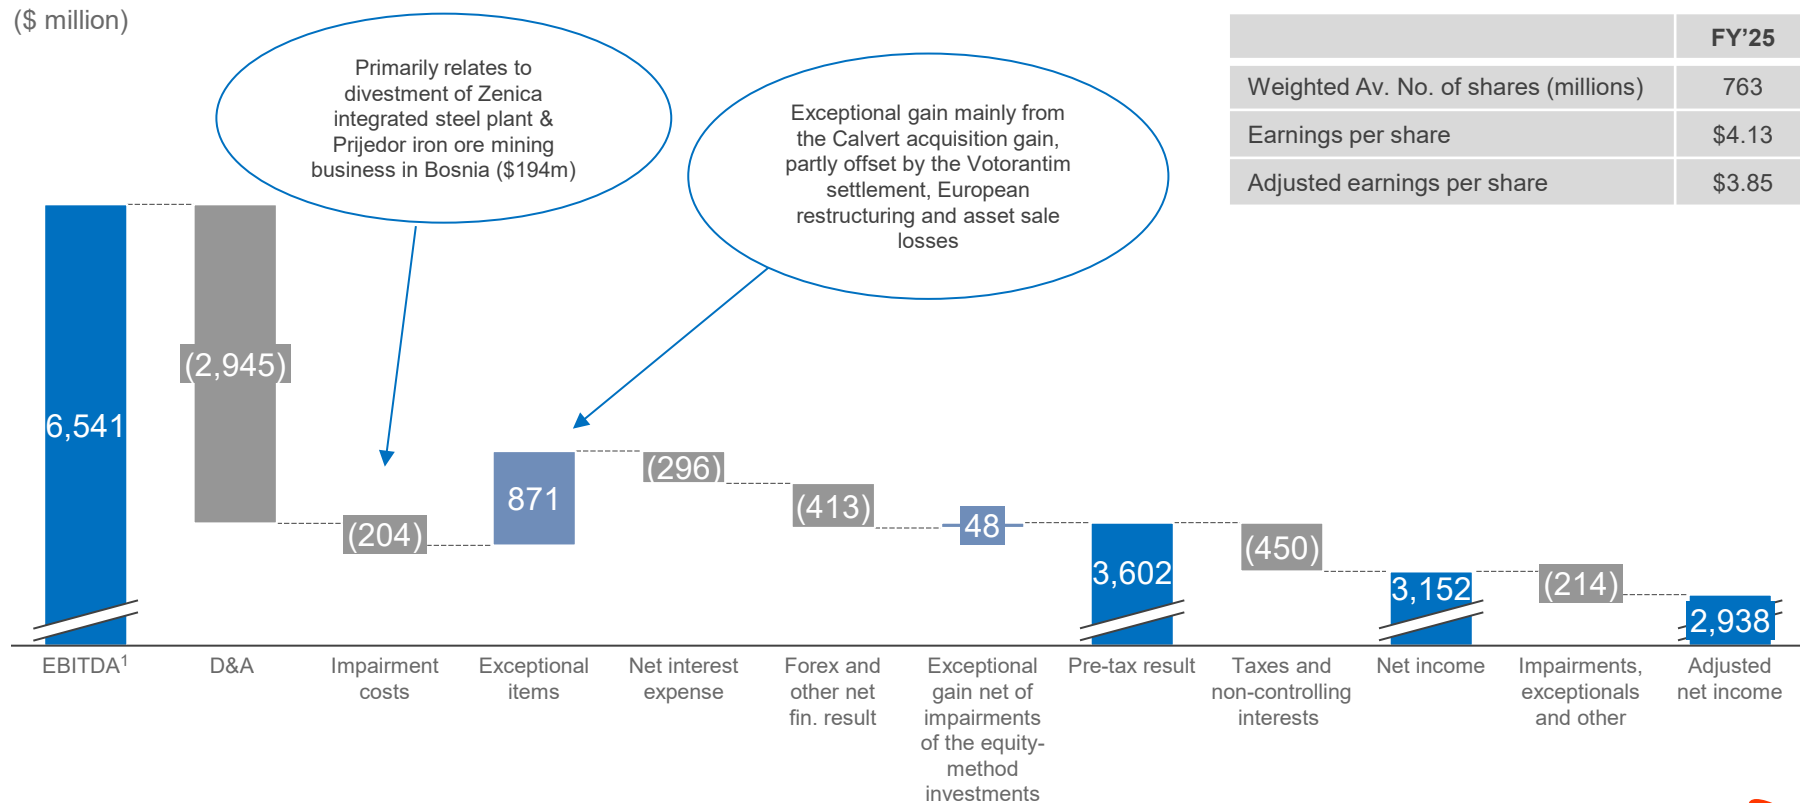 ($ million)
Primarily relates to
divestment of Zenica
integrated steel plant &
Prijedor iron ore mining
business in Bosnia ($194m)
Exceptional gain mainly from
the Calvert acquisition gain,
partly offset by the Votorantim
settlement, European
restructuring and asset sale
losses
FY’25
Weighted Av. No. of shares (millions) 763
Earnings per share $4.13
Adjusted earnings per share $3.85
6,541
(2,945)
(204)
871
(296)
(413)
48
3,602
(450)
3,152
(214)
2,938
EBITDA1
D&A
Impairment
costs
Exceptional
items
Net interest
expense
Forex and
other net
fin. result
Exceptional
gain net of
impairments
of the equity-
method
investments
Pre-tax result
Taxes and
non-controlling
interests
Net income
Impairments,
exceptionals
and other
Adjusted
net income